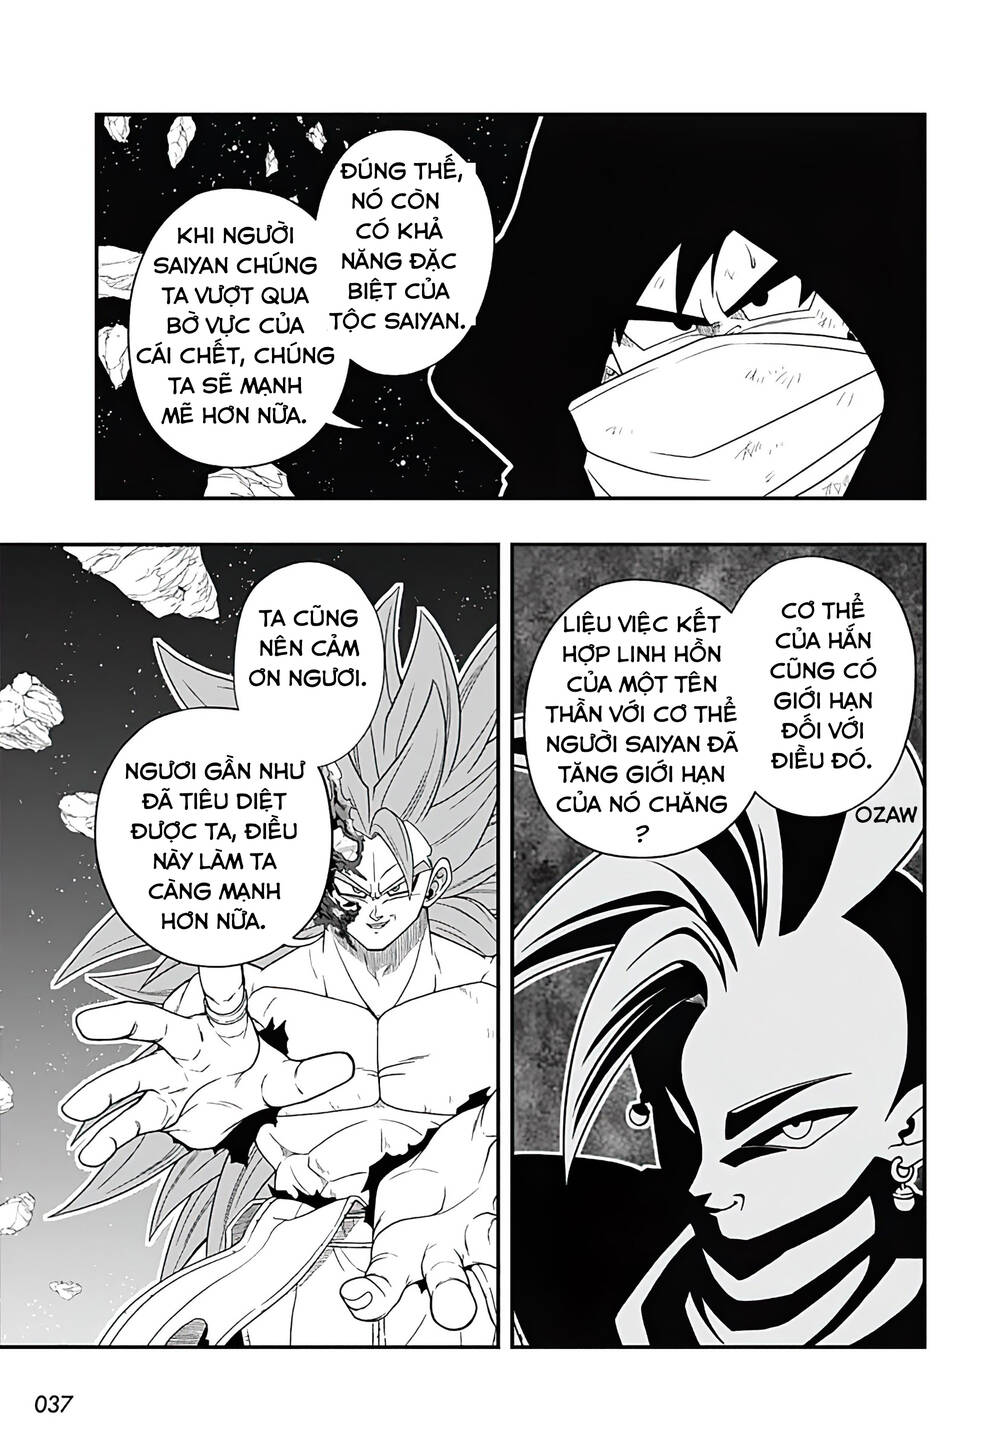 ĐÚNG THẾ,
NÓ CÒN
CÓ KHẢ
NĂNG ĐẶC
BIỆT CỦA
TỘC SAIYAN.
KHI NGƯỜI
SAIYAN CHÚNG
TA VƯỢT QUA
BỜ VỰC CỦA
CÁI CHẾT, CHÚNG
TA SẼ MẠNH
MẼ HƠN NỮA.
CƠ THỂ
CỦA HẮN
CŨNG CÓ
GIỚI HẠN
ĐỐI VỚI
ĐIỀU ĐÓ.
LIỆU VIỆC KẾT
HỢP LINH HỒN
CỦA MỘT TÊN
THẦN VỚI CƠ THỂ
NGƯỜI SAIYAN ĐÃ
TĂNG GIỚI HẠN
CỦA NÓ CHĂNG
?
OZAW
TA CŨNG
NÊN CẢM
ƠN NGƯƠI.
NGƯƠI GẦN NHƯ
ĐÃ TIÊU DIỆT
ĐƯỢC TA, ĐIỀU
NÀY LÀM TA
CÀNG MẠNH
HƠN NỮA.
037